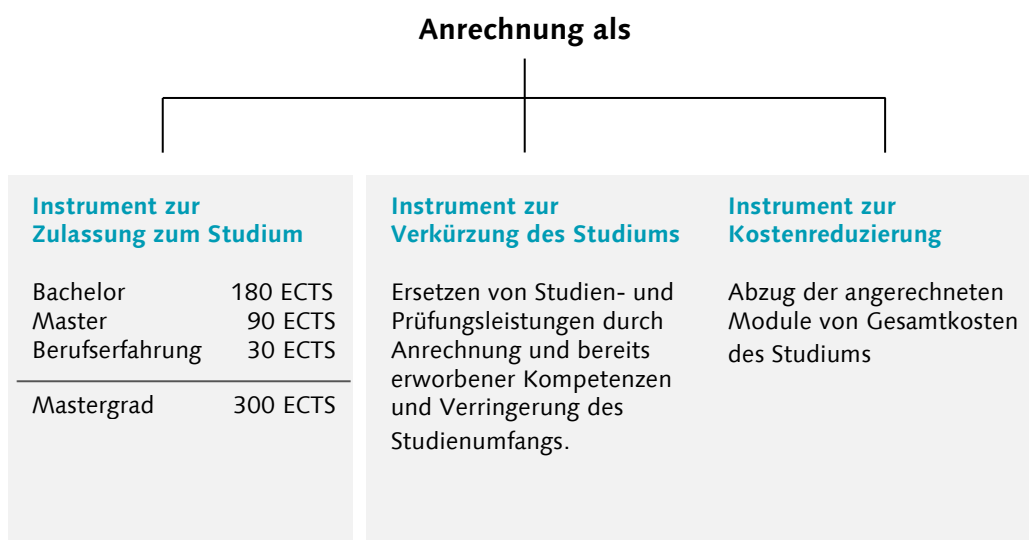 Anrechnung als
Instrument zur
Zulassung zum Studium
Bachelor 180 ECTS
Master 90 ECTS
Berufserfahrung 30 ECTS
Mastergrad 300 ECTS
Instrument zur
Verkürzung des Studiums
Ersetzen von Studien- und
Prüfungsleistungen durch
Anrechnung und bereits
erworbener Kompetenzen
und Verringerung des
Studienumfangs.
Instrument zur
Kostenreduzierung
Abzug der angerechneten
Module von Gesamtkosten
des Studiums